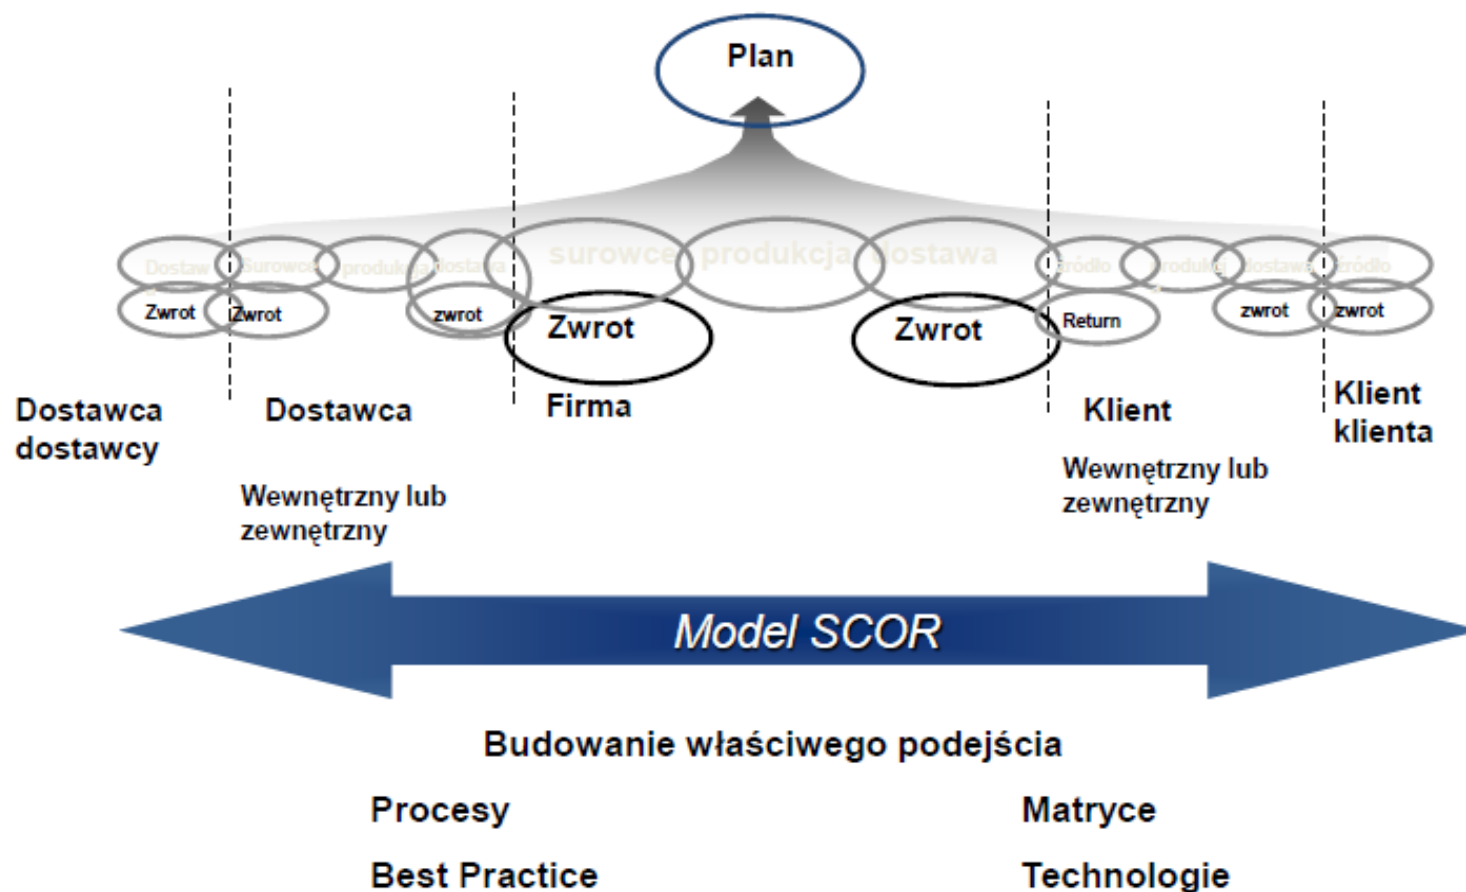 Plan
surowce produkcja dostawa
Dostaw Surowce produkcja dostawa źródło produkcj dostawa źródło
Zwrot Zwrot zwrot Zwrot Zwrot Return zwrot zwrot
Dostawca
dostawcy
Dostawca
Firma
Klient
Klient
klienta
Wewnętrzny lub
zewnętrzny
Wewnętrzny lub
zewnętrzny
Model SCOR
Budowanie właściwego podejścia
Procesy Matryce
Best Practice Technologie